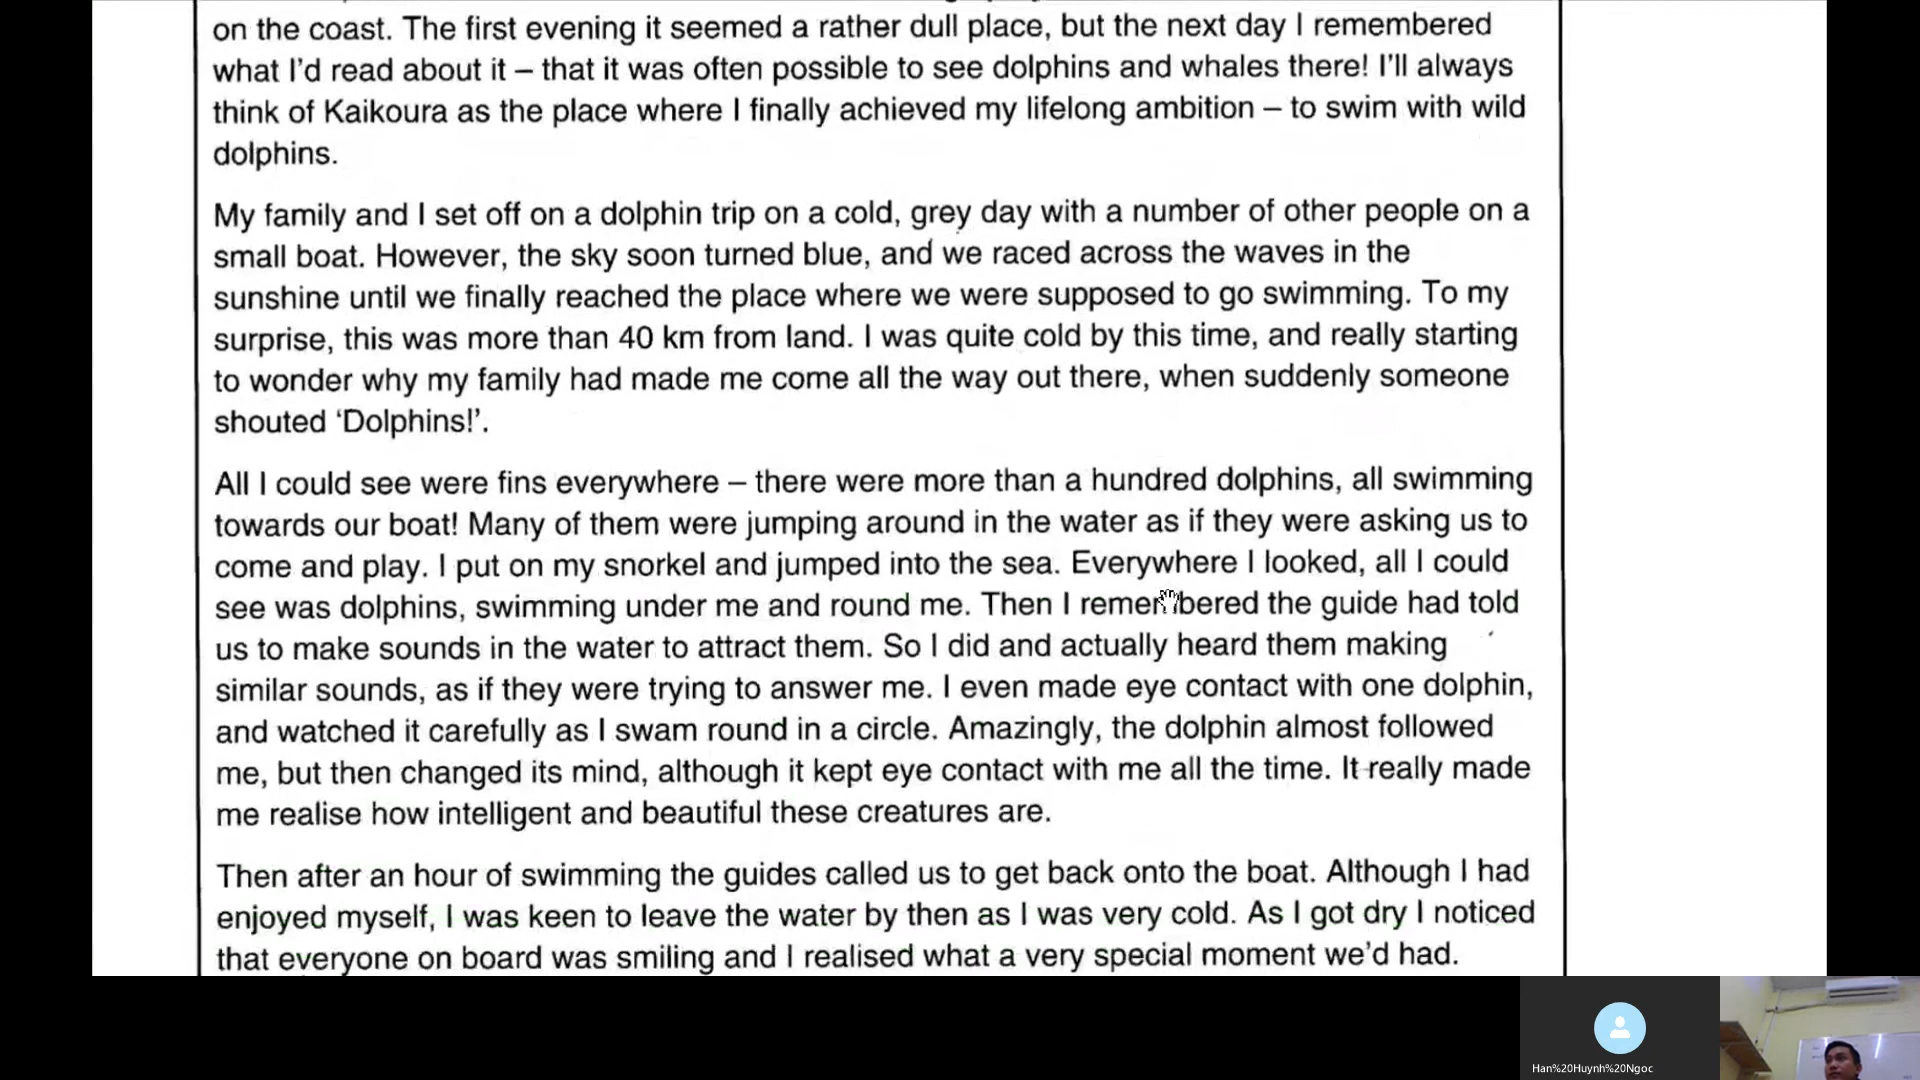 on the coast. The first evening it seemed a rather dull place, but the next day I remembered
what I'd read about it – that it was often possible to see dolphins and whales there! I'll always
think of Kaikoura as the place where I finally achieved my lifelong ambition – to swim with wild
dolphins.
My family and I set off on a dolphin trip on a cold, grey day with a number of other people on a
small boat. However, the sky soon turned blue, and we raced across the waves in the
sunshine until we finally reached the place where we were supposed to go swimming. To my
surprise, this was more than 40 km from land. I was quite cold by this time, and really starting
to wonder why my family had made me come all the way out there, when suddenly someone
shouted 'Dolphins!'.
All I could see were fins everywhere – there were more than a hundred dolphins, all swimming
towards our boat! Many of them were jumping around in the water as if they were asking us to
come and play. I put on my snorkel and jumped into the sea. Everywhere I looked, all I could
see was dolphins, swimming under me and round me. Then I remembered the guide had told
us to make sounds in the water to attract them. So I did and actually heard them making
similar sounds, as if they were trying to answer me. I even made eye contact with one dolphin,
and watched it carefully as I swam round in a circle. Amazingly, the dolphin almost followed
me, but then changed its mind, although it kept eye contact with me all the time. It really made
me realise how intelligent and beautiful these creatures are.
Then after an hour of swimming the guides called us to get back onto the boat. Although I had
enjoyed myself, I was keen to leave the water by then as I was very cold. As I got dry I noticed
that everyone on board was smiling and I realised what a very special moment we'd had.
Han%20Huynh%20Ngoc